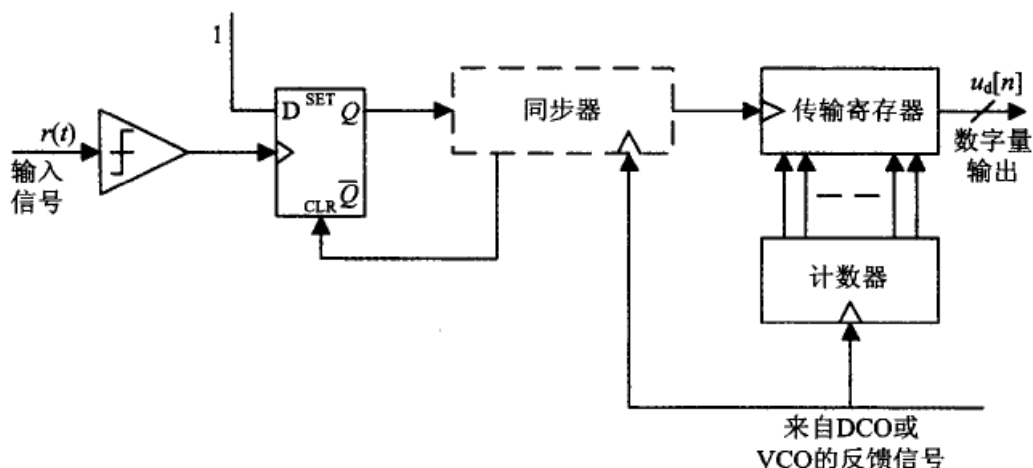 1
r(t)
输入
信号
D SET Q
CLR Q̅
同步器
传输寄存器
u_d[n]
数字量
输出
计数器
来自DCO或
VCO的反馈信号